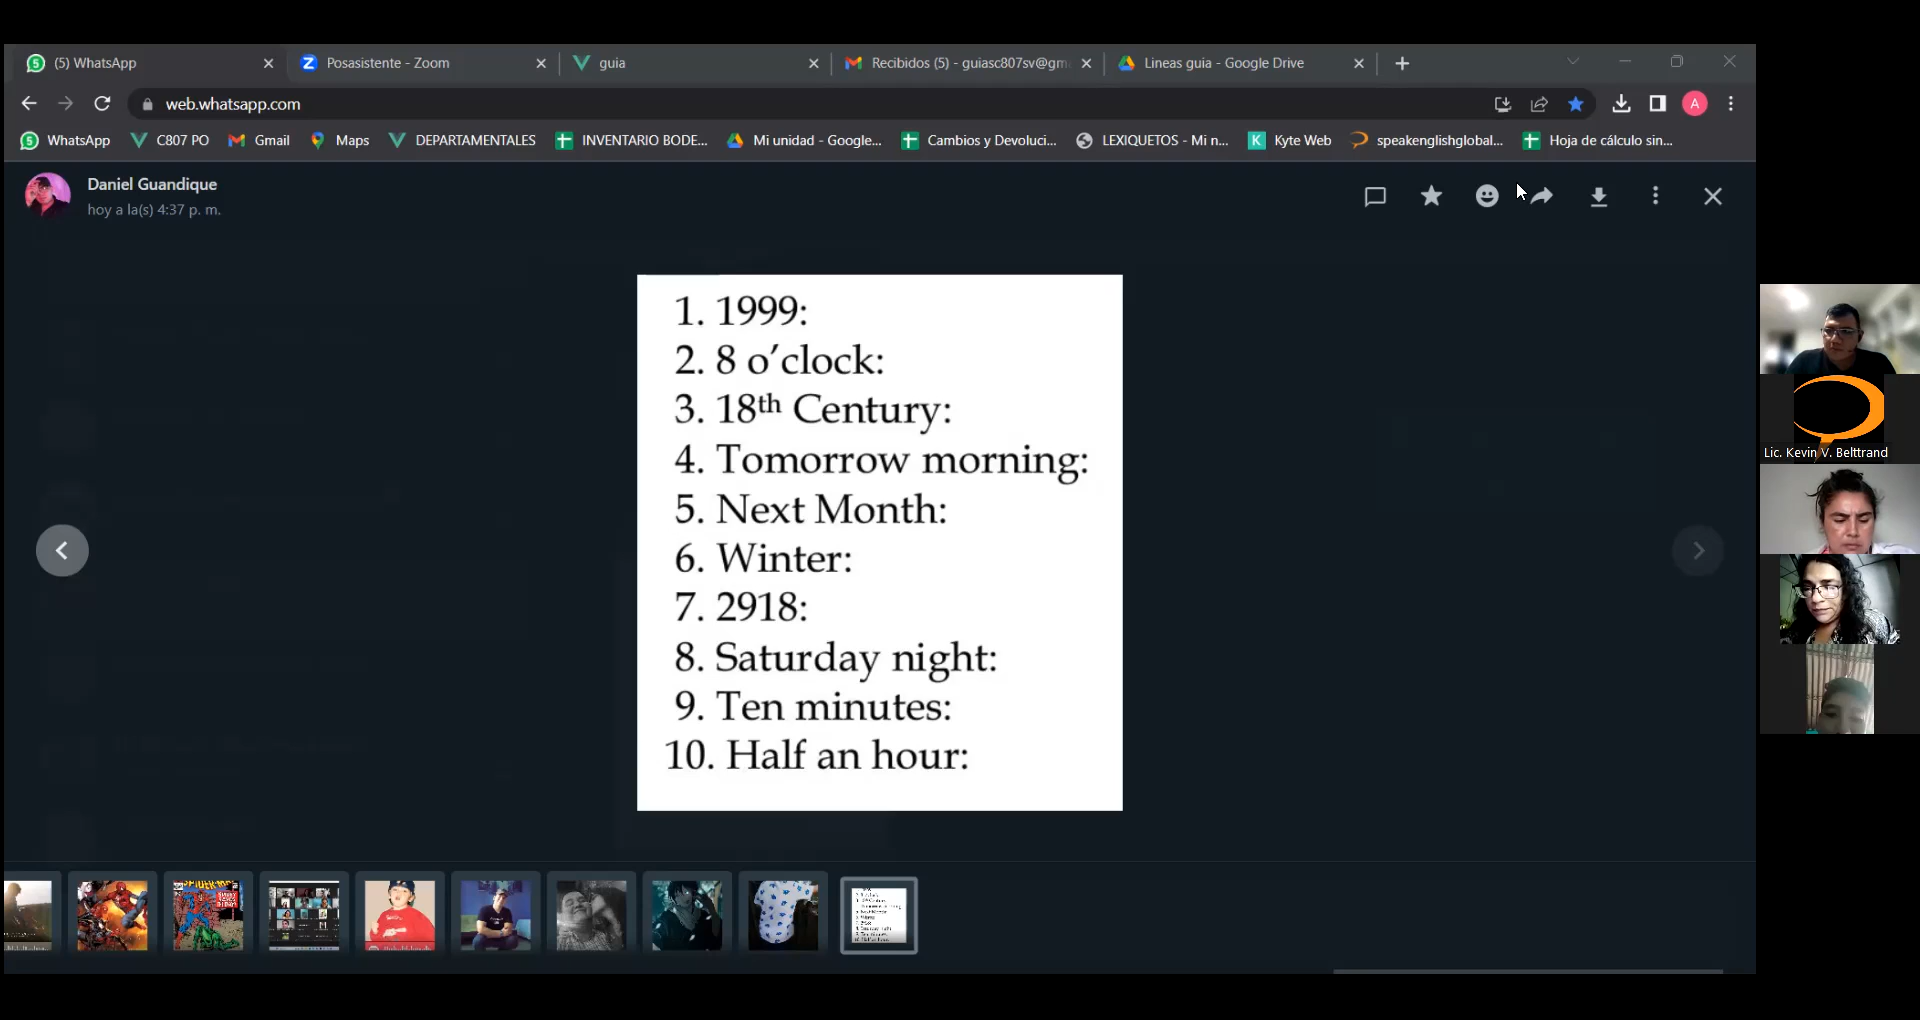 (5) WhatsApp
Posasistente - Zoom
guia
Recibidos (5) - guiasc807sv@gm
Lineas guia - Google Drive
web.whatsapp.com
A
WhatsApp
C807 PO
Gmail
Maps
DEPARTAMENTALES
INVENTARIO BODE...
Mi unidad - Google...
Cambios y Devoluci...
LEXIQUETOS - Mi n...
Kyte Web
speakenglishglobal...
Hoja de cálculo sin...
Daniel Guandique
hoy a la(s) 4:37 p. m.
1. 1999:
2. 8 o’clock:
3. 18th Century:
4. Tomorrow morning:
5. Next Month:
6. Winter:
7. 2918:
8. Saturday night:
9. Ten minutes:
10. Half an hour:
Lic. Kevin V. Belttrand